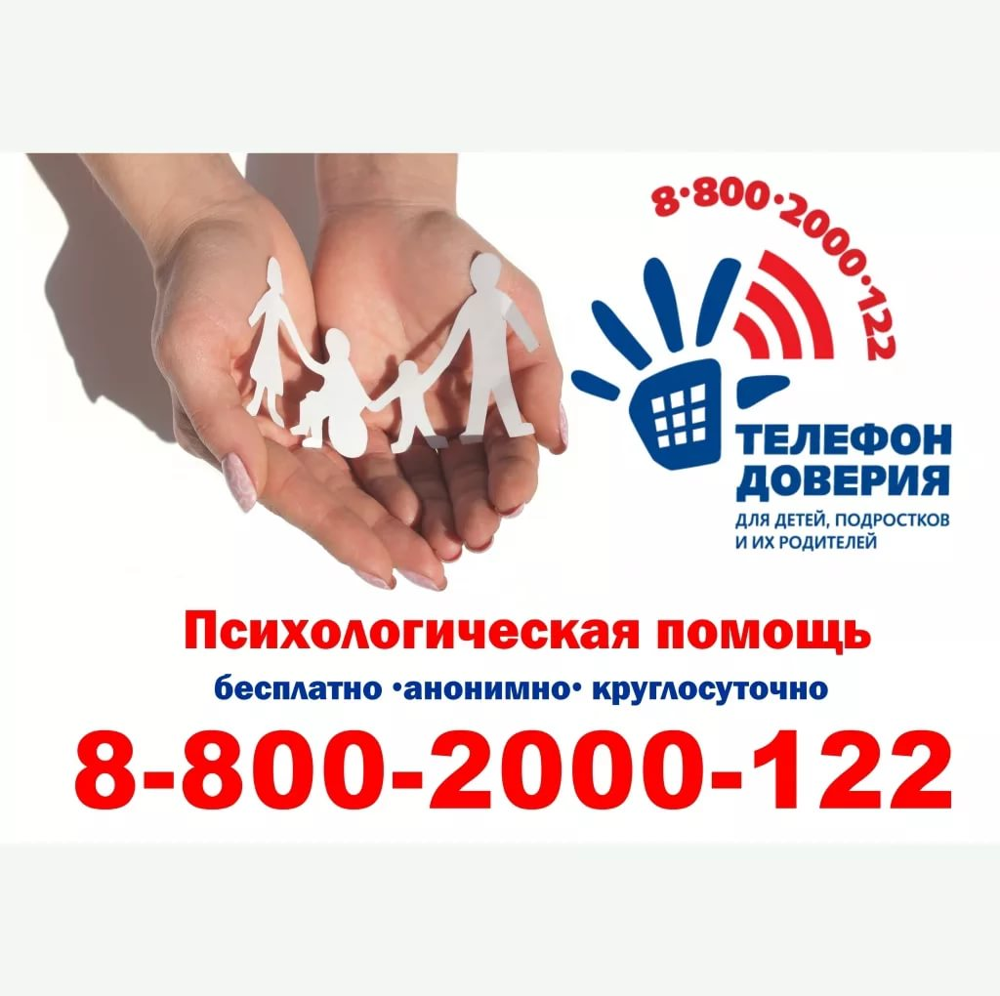 8·800·2000·122
ТЕЛЕФОН
ДОВЕРИЯ
ДЛЯ ДЕТЕЙ, ПОДРОСТКОВ
И ИХ РОДИТЕЛЕЙ
Психологическая помощь
бесплатно •анонимно• круглосуточно
8-800-2000-122